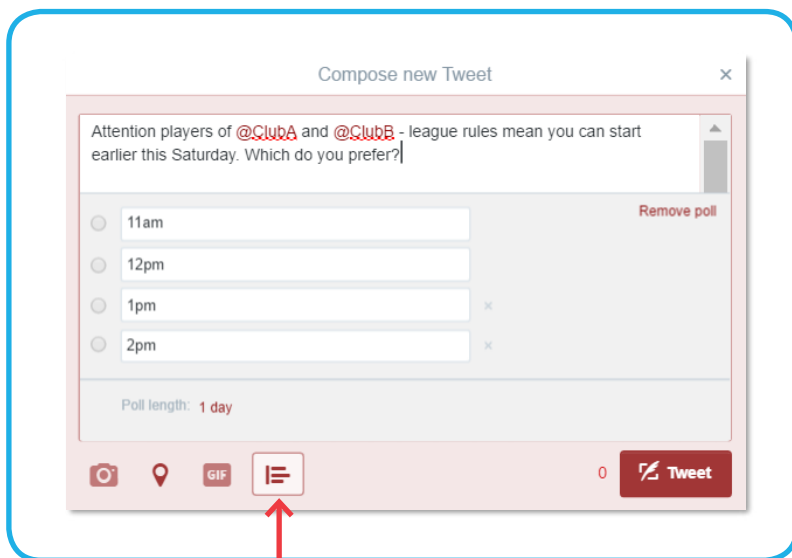 Compose new Tweet ×
Attention players of @ClubA and @ClubB - league rules mean you can start
earlier this Saturday. Which do you prefer?
Remove poll
11am
12pm
1pm ×
2pm ×
Poll length: 1 day
GIF
0 Tweet